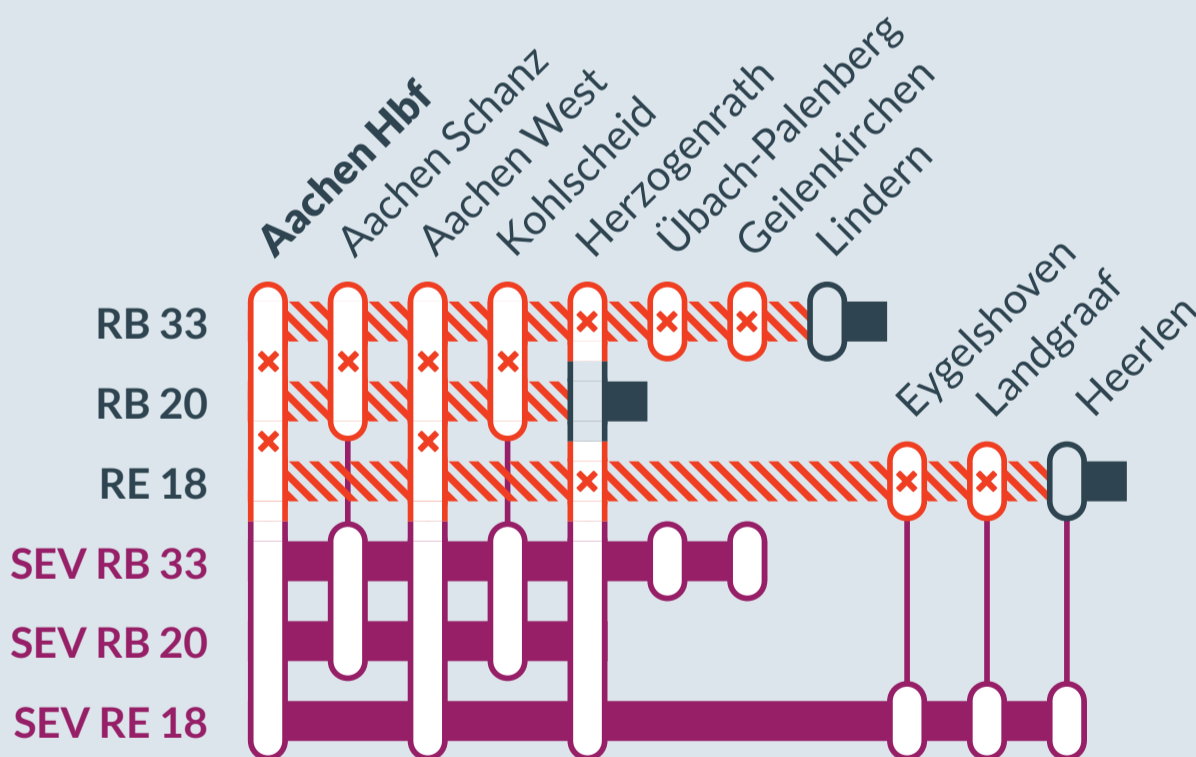 Aachen Hbf
Aachen Schanz
Aachen West
Kohlscheid
Herzogenrath
Übach-Palenberg
Geilenkirchen
Lindern
Eygelshoven
Landgraaf
Heerlen
RB 33
RB 20
RE 18
SEV RB 33
SEV RB 20
SEV RE 18